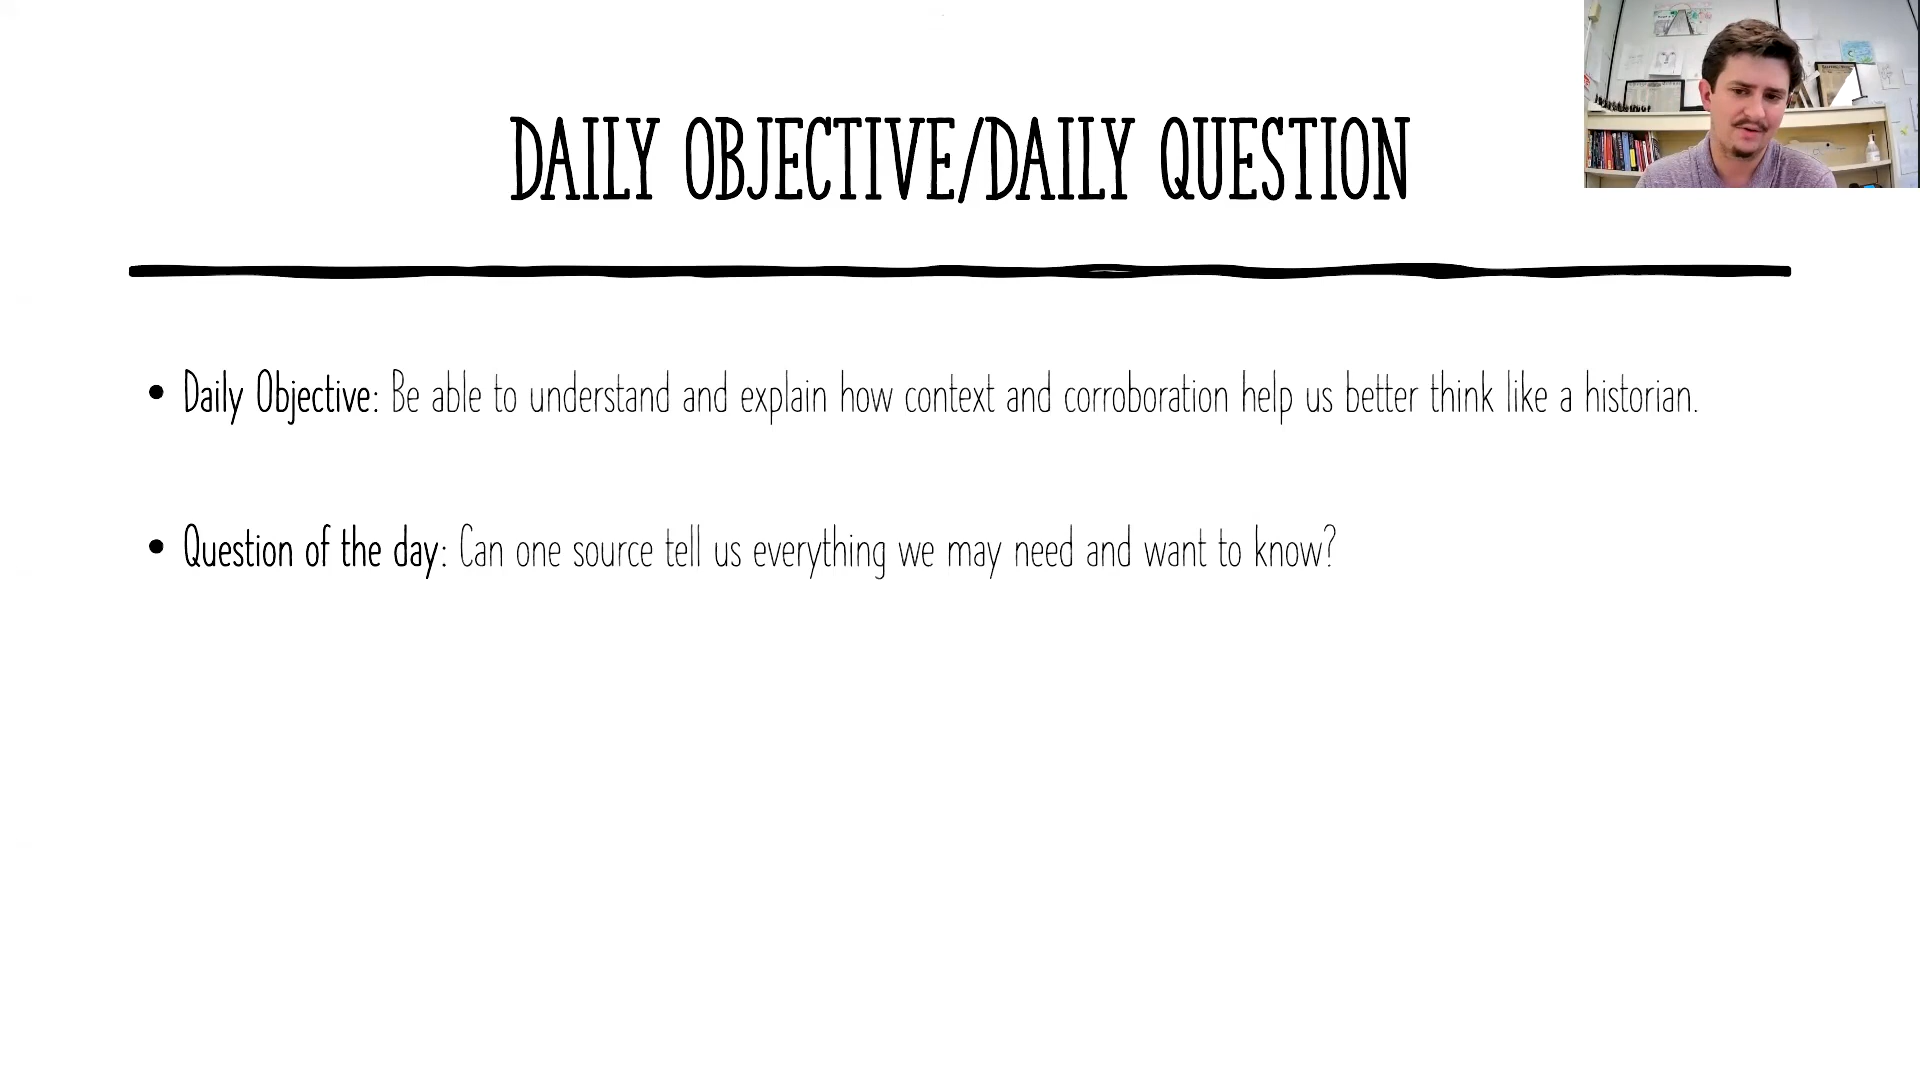 DAILY OBJECTIVE/DAILY QUESTION
• Daily Objective: Be able to understand and explain how context and corroboration help us better think like a historian.
• Question of the day: Can one source tell us everything we may need and want to know?